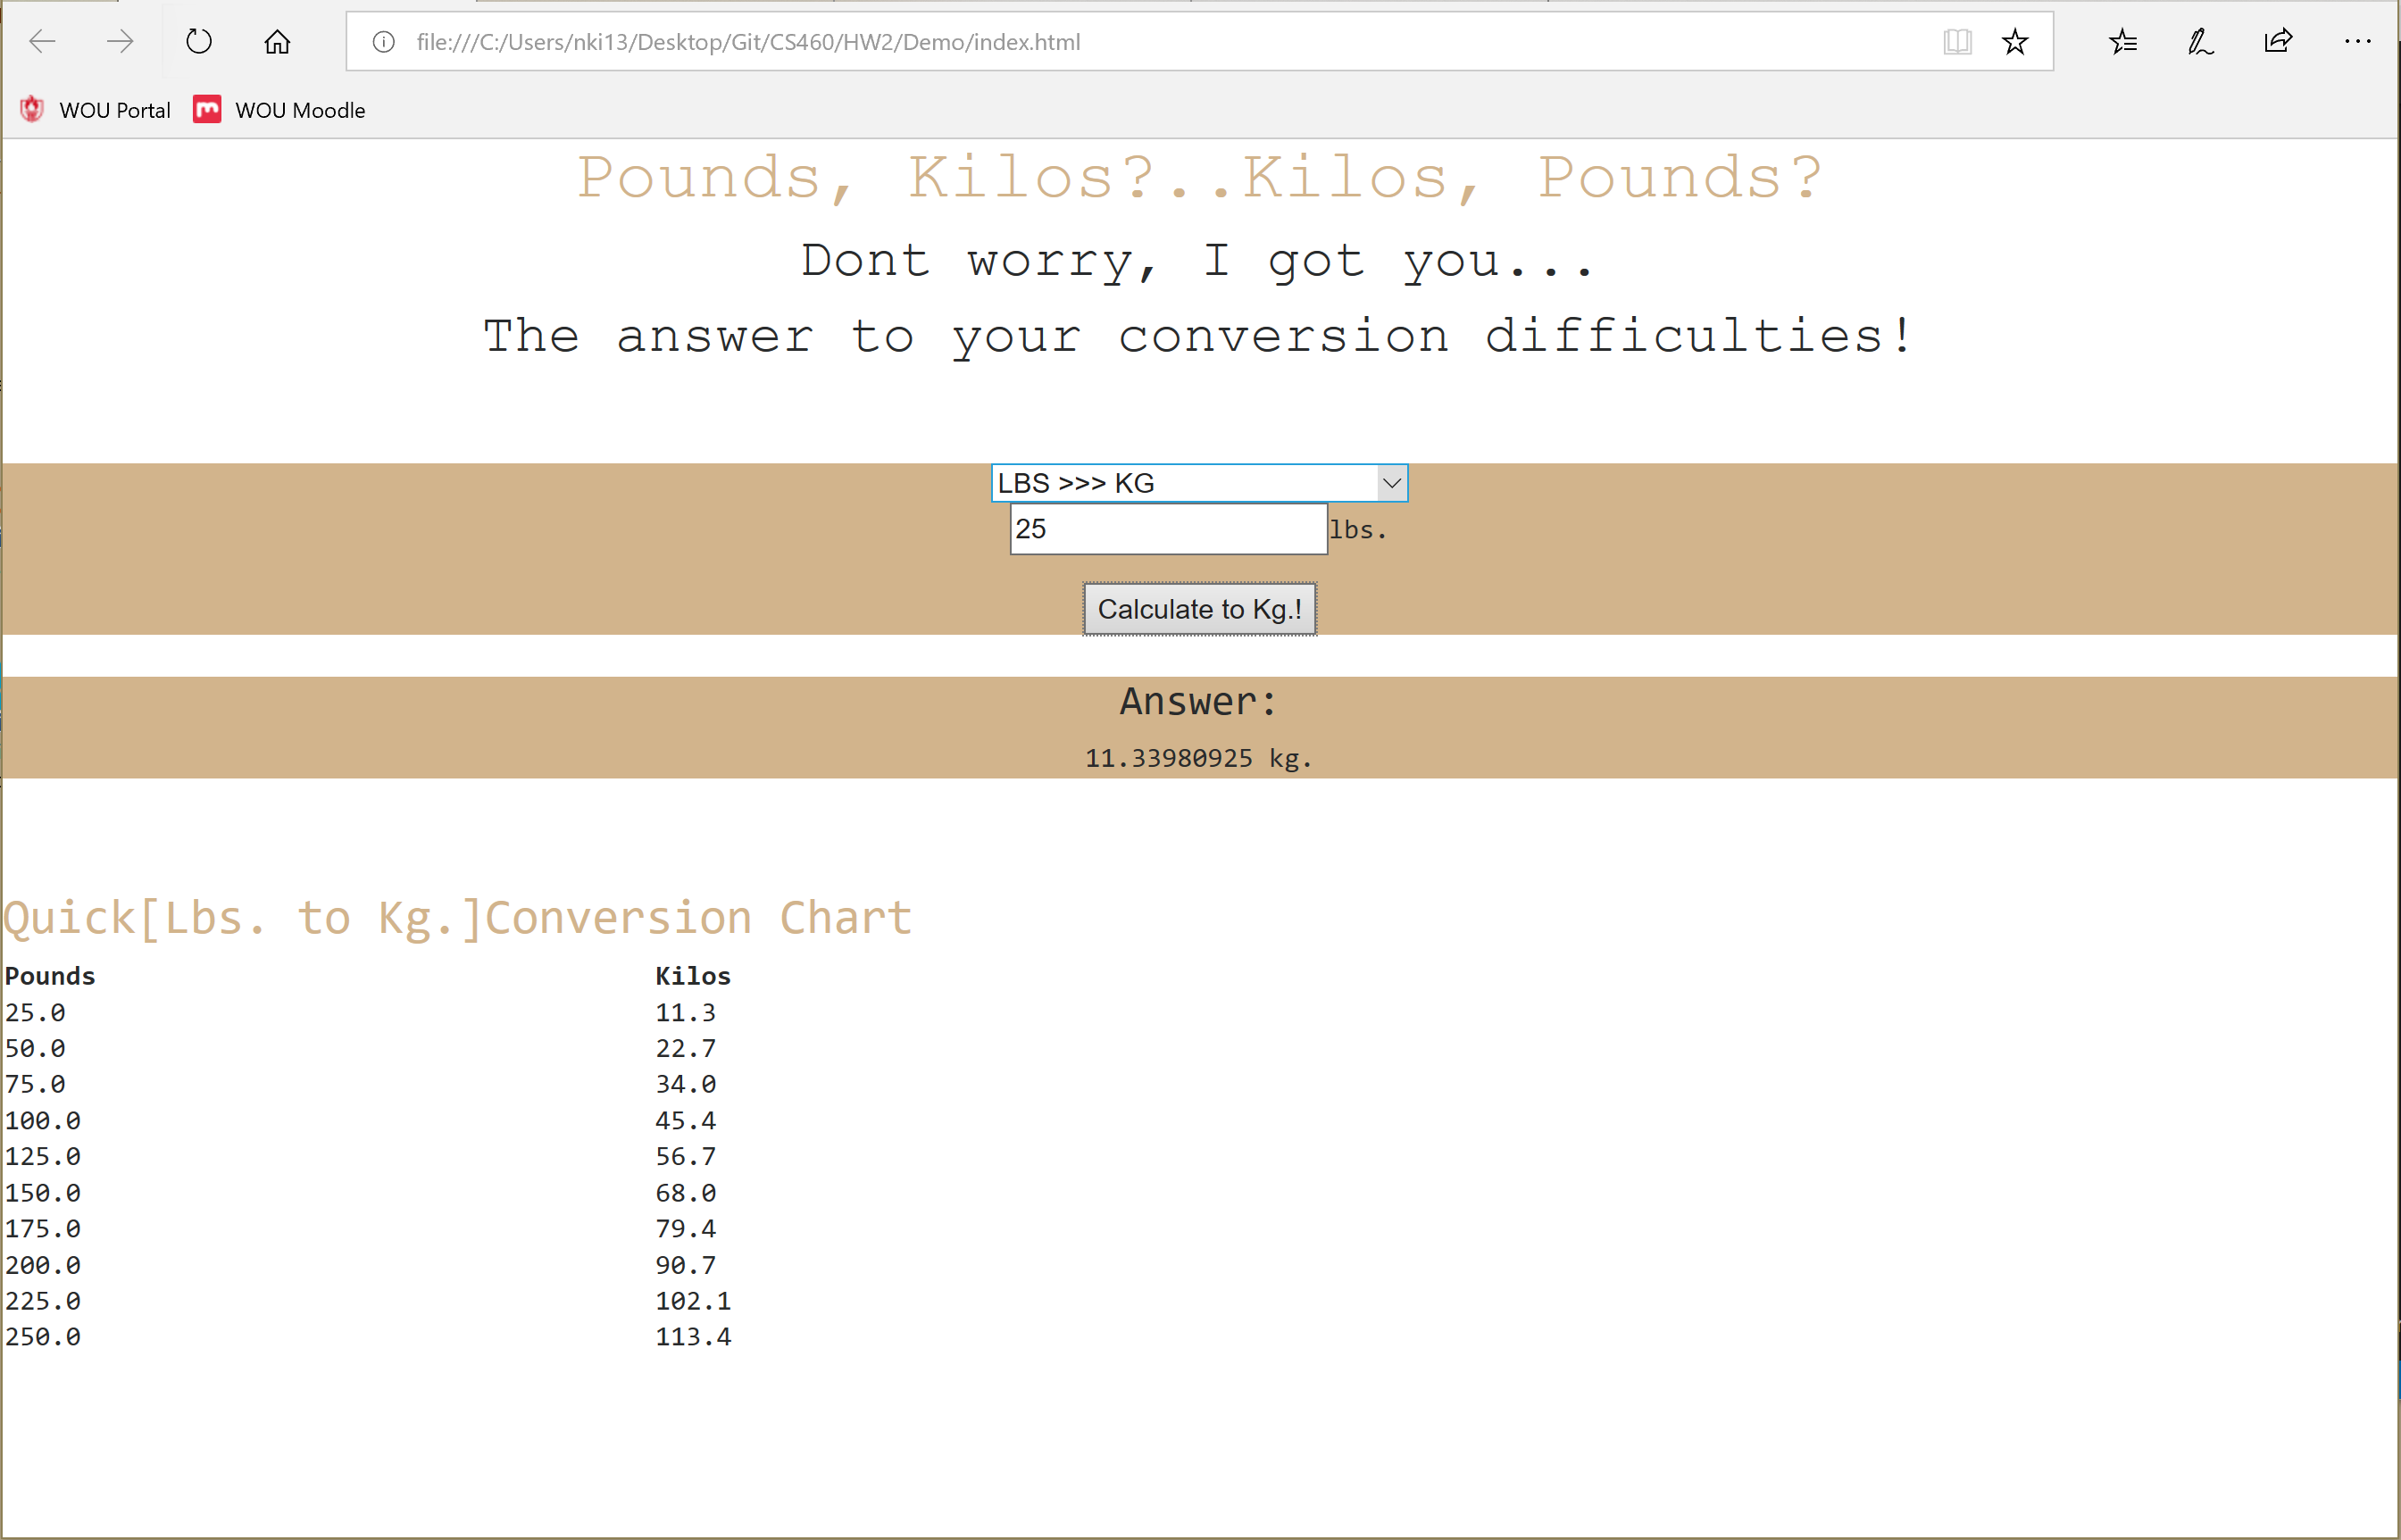 file:///C:/Users/nki13/Desktop/Git/CS460/HW2/Demo/index.html
WOU Portal WOU Moodle
Pounds, Kilos?..Kilos, Pounds?
Dont worry, I got you...
The answer to your conversion difficulties!
LBS >>> KG
25 lbs.
Calculate to Kg.!
Answer:
11.33980925 kg.
Quick[Lbs. to Kg.]Conversion Chart
Pounds Kilos
25.0 11.3
50.0 22.7
75.0 34.0
100.0 45.4
125.0 56.7
150.0 68.0
175.0 79.4
200.0 90.7
225.0 102.1
250.0 113.4